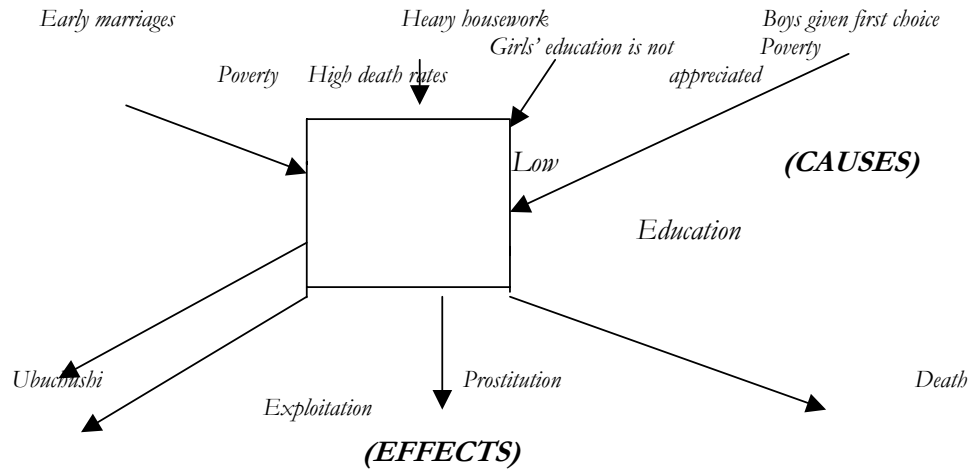 Early marriages Heavy housework Boys given first choice
Girls' education is not Poverty
Poverty High death rates appreciated
Low
(CAUSES)
Education
Ubuchushi Prostitution Death
Exploitation
(EFFECTS)